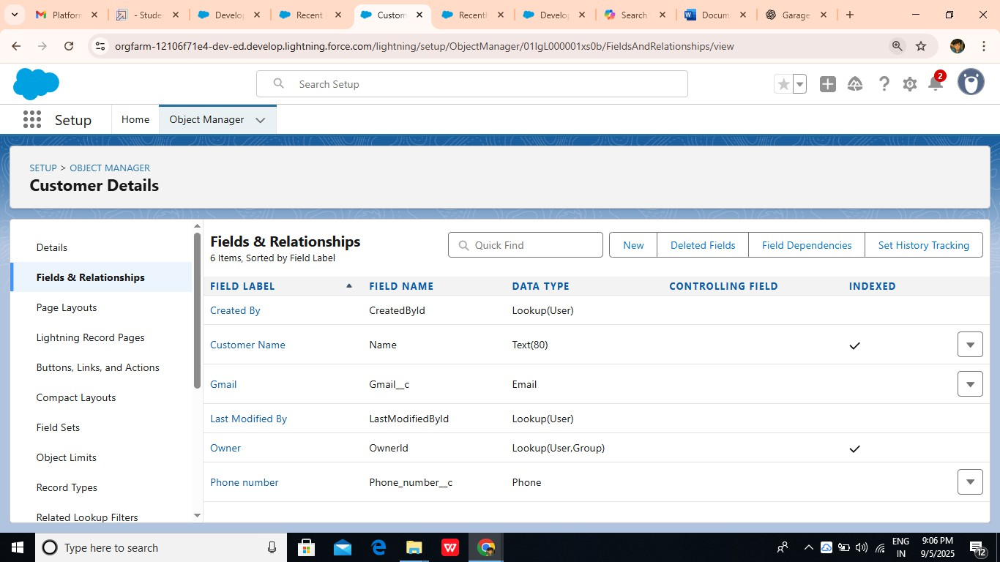 Platforn
- Stude
Develop
Recent
Custom
Recentl
Develop
Search
Docum
Garage
orgfarm-12106f71e4-dev-ed.develop.lightning.force.com/lightning/setup/ObjectManager/01IgL000001xs0b/FieldsAndRelationships/view
Search Setup
2
Setup
Home
Object Manager
SETUP > OBJECT MANAGER
Customer Details
Details
Fields & Relationships
Page Layouts
Lightning Record Pages
Buttons, Links, and Actions
Compact Layouts
Field Sets
Object Limits
Record Types
Related Lookup Filters
Fields & Relationships
6 Items, Sorted by Field Label
Quick Find
New
Deleted Fields
Field Dependencies
Set History Tracking
FIELD LABEL FIELD NAME DATA TYPE CONTROLLING FIELD INDEXED
Created By CreatedById Lookup(User)
Customer Name Name Text(80)
Gmail Gmail__c Email
Last Modified By LastModifiedById Lookup(User)
Owner OwnerId Lookup(User,Group)
Phone number Phone_number__c Phone
Type here to search
ENG
IN
9:06 PM
9/5/2025
12